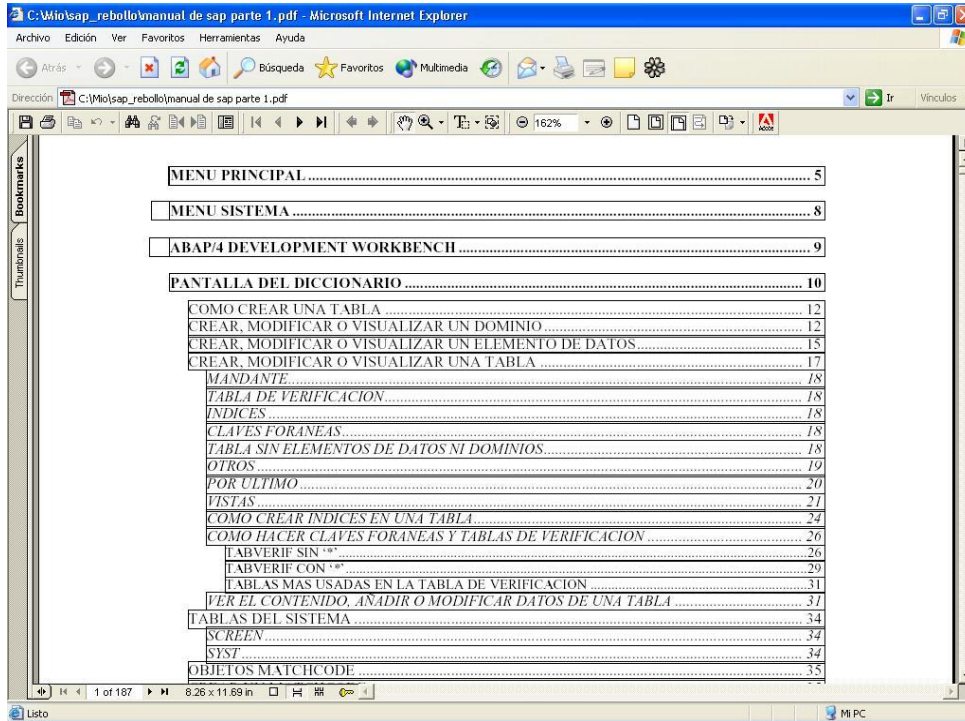 C:\Mio\sap_rebollo\manual de sap parte 1.pdf - Microsoft Internet Explorer
Archivo Edición Ver Favoritos Herramientas Ayuda
Atrás Búsqueda Favoritos Multimedia
Dirección C:\Mio\sap_rebollo\manual de sap parte 1.pdf Ir Vínculos
162% Adobe
Bookmarks
Thumbnails
MENU PRINCIPAL ........ 5
MENU SISTEMA ........ 8
ABAP/4 DEVELOPMENT WORKBENCH ........ 9
PANTALLA DEL DICCIONARIO ........ 10
COMO CREAR UNA TABLA ........ 12
CREAR, MODIFICAR O VISUALIZAR UN DOMINIO ........ 12
CREAR, MODIFICAR O VISUALIZAR UN ELEMENTO DE DATOS ........ 15
CREAR, MODIFICAR O VISUALIZAR UNA TABLA ........ 17
MANDANTE ........ 18
TABLA DE VERIFICACION ........ 18
INDICES ........ 18
CLAVES FORANEAS ........ 18
TABLA SIN ELEMENTOS DE DATOS NI DOMINIOS ........ 18
OTROS ........ 19
POR ULTIMO ........ 20
VISTAS ........ 21
COMO CREAR INDICES EN UNA TABLA ........ 24
COMO HACER CLAVES FORANEAS Y TABLAS DE VERIFICACION ........ 26
TABVERIF SIN ‘*’ ........ 26
TABVERIF CON ‘*’ ........ 29
TABLAS MAS USADAS EN LA TABLA DE VERIFICACION ........ 31
VER EL CONTENIDO, AÑADIR O MODIFICAR DATOS DE UNA TABLA ........ 31
TABLAS DEL SISTEMA ........ 34
SCREEN ........ 34
SYST ........ 34
OBJETOS MATCHCODE ........ 35
1 of 187 8.26 x 11.69 in
Listo Mi PC